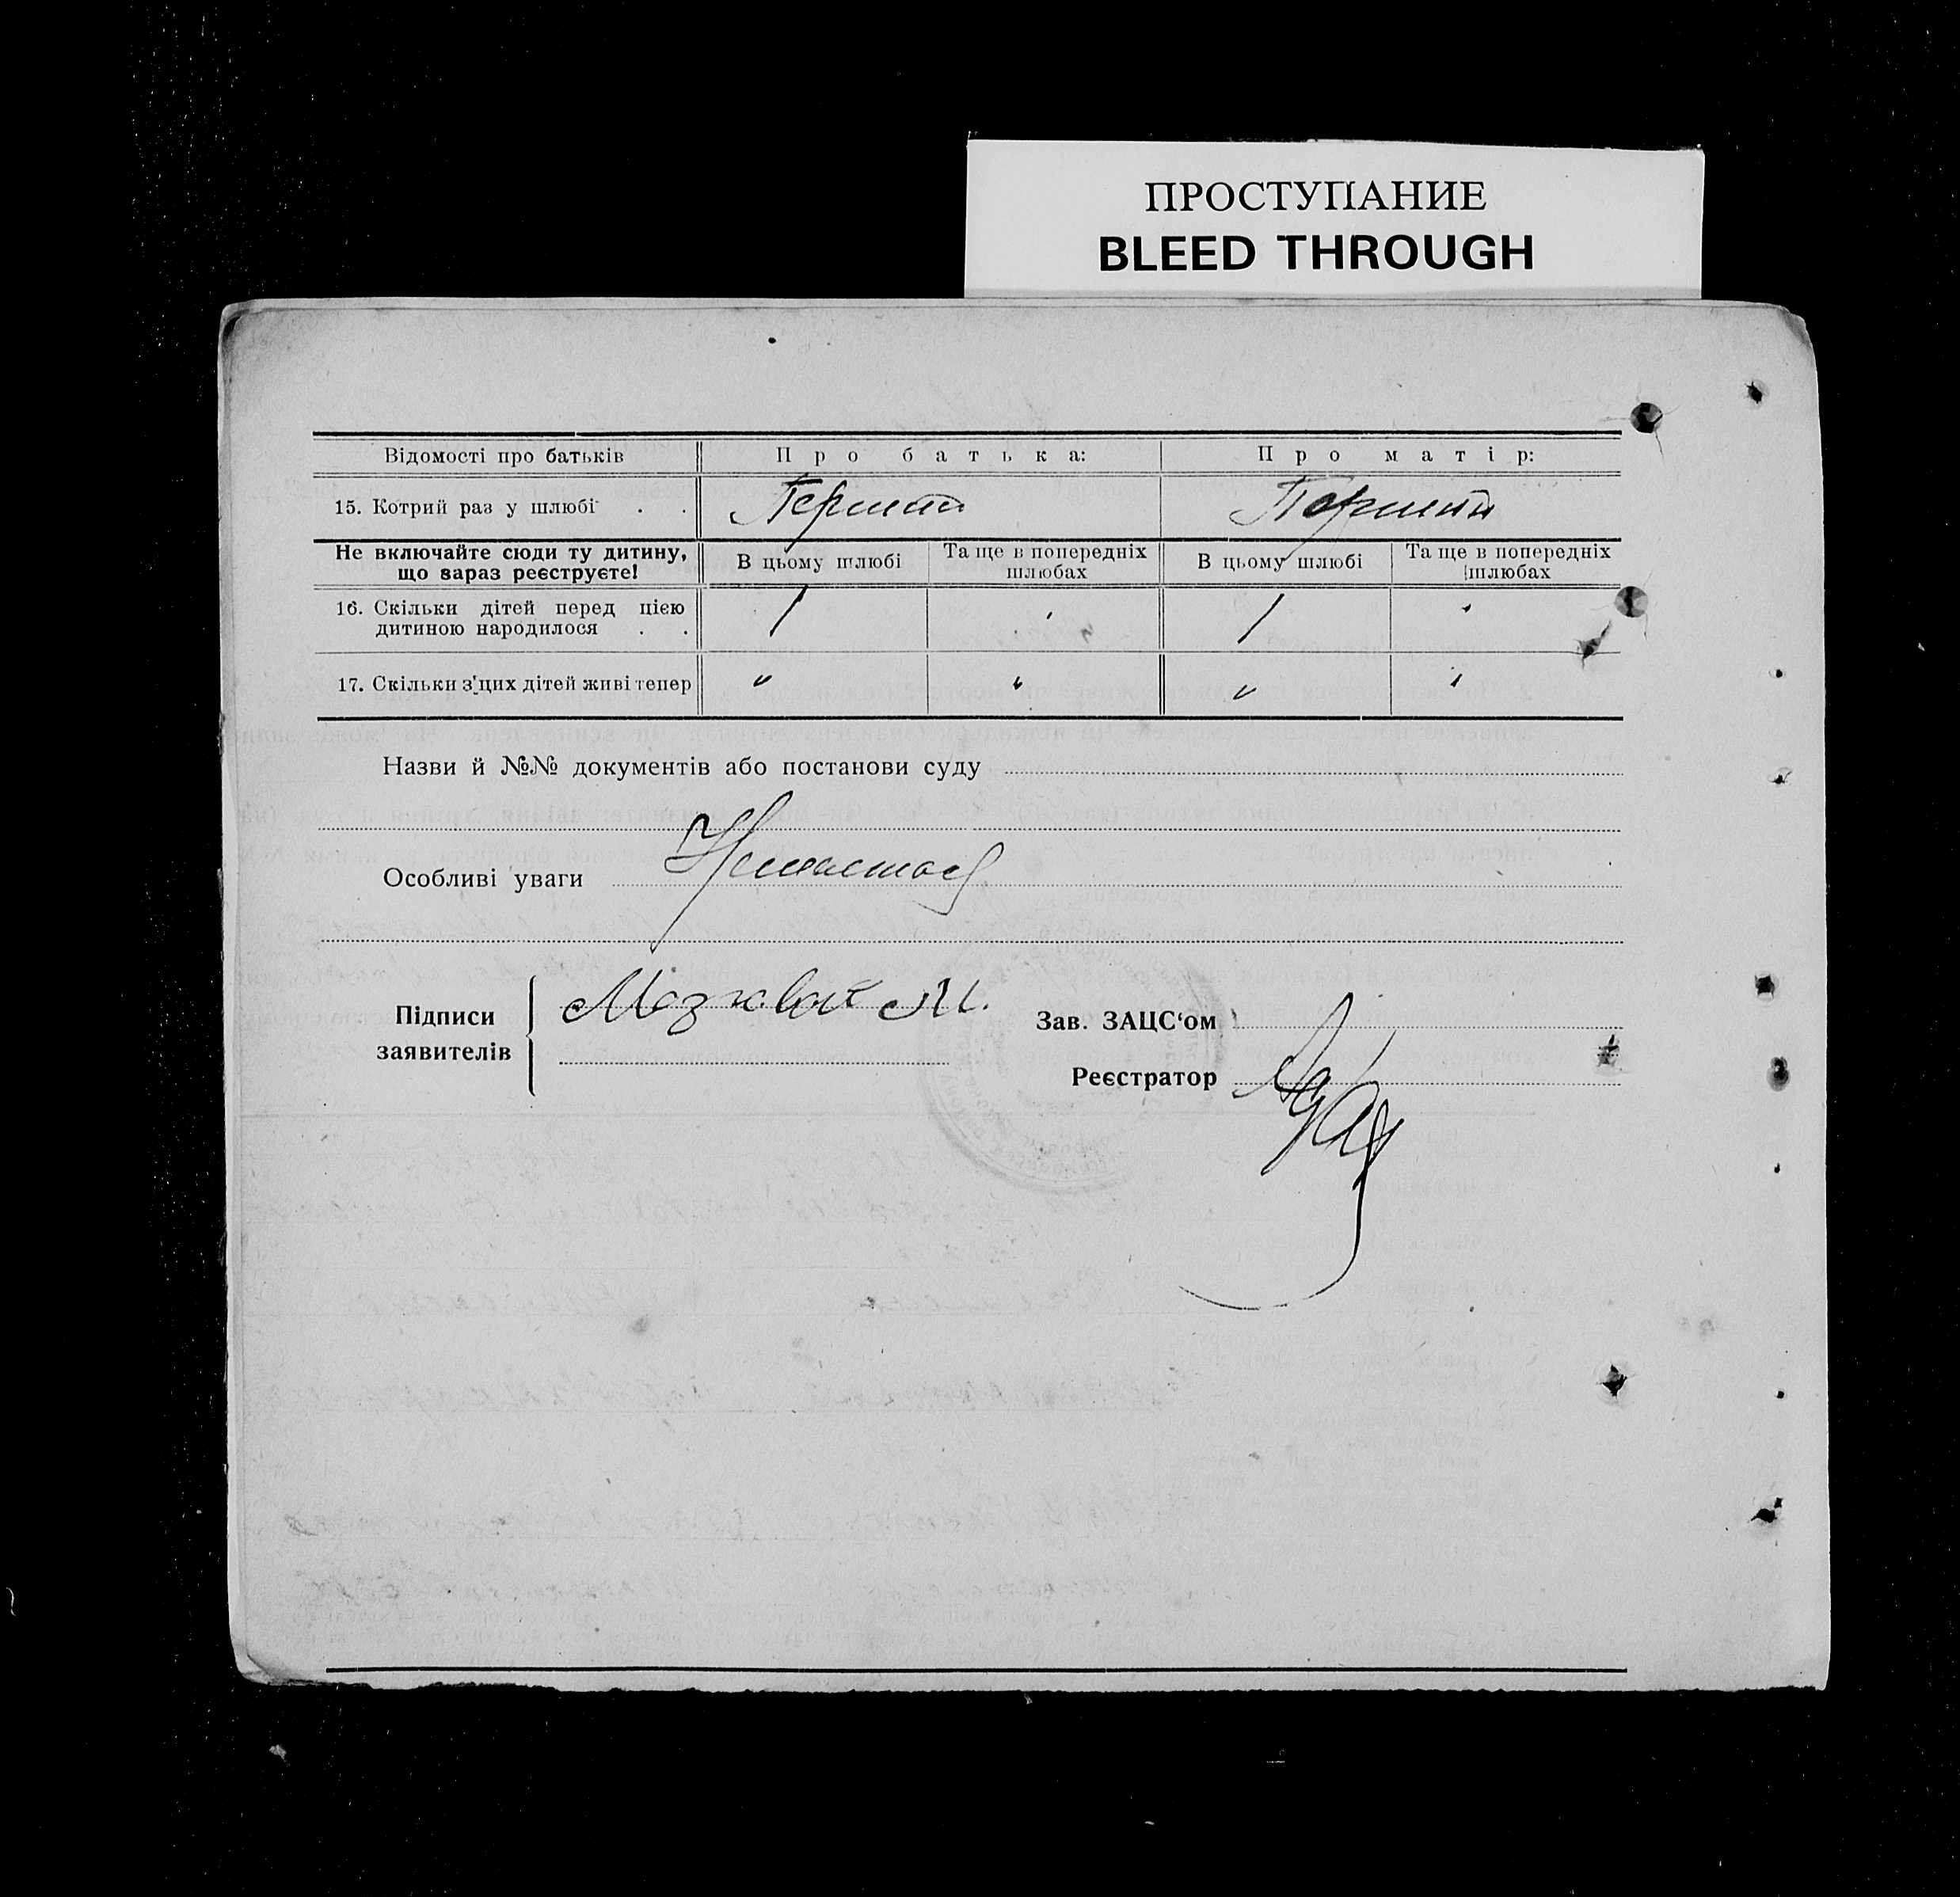 ПРОСТУПАНИЕ
BLEED THROUGH
Відомості про батьків Про батька: Про матір:
15. Котрий раз у шлюбі . . Перший Перший
Не включайте сюди ту дитину, що зараз реєструєте! В цьому шлюбі Та ще в попередніх шлюбах В цьому шлюбі Та ще в попередніх шлюбах
16. Скільки дітей перед цією
дитиною народилося . . 1 1
17. Скільки з'цих дітей живі тепер " " " "
Назви й №№ документів або постанови суду
Особливі уваги
Підписи
заявителів
М.
Зав. ЗАЦС‘ом
Реєстратор